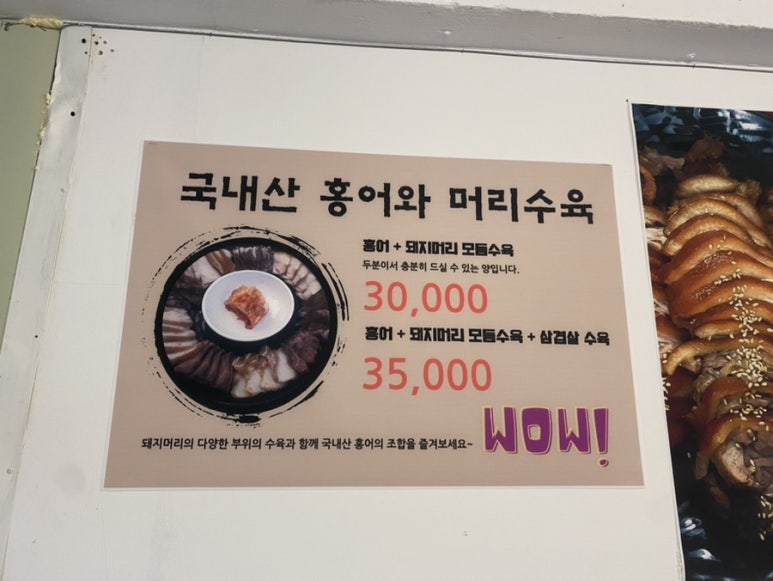 국내산 홍어와 머리수육
홍어 + 돼지머리 모듬수육
두분이서 충분히 드실 수 있는 양입니다.
30,000
홍어 + 돼지머리 모듬수육 + 삼겹살 수육
35,000
WOW!
돼지머리의 다양한 부위의 수육과 함께 국내산 홍어의 조합을 즐겨보세요~